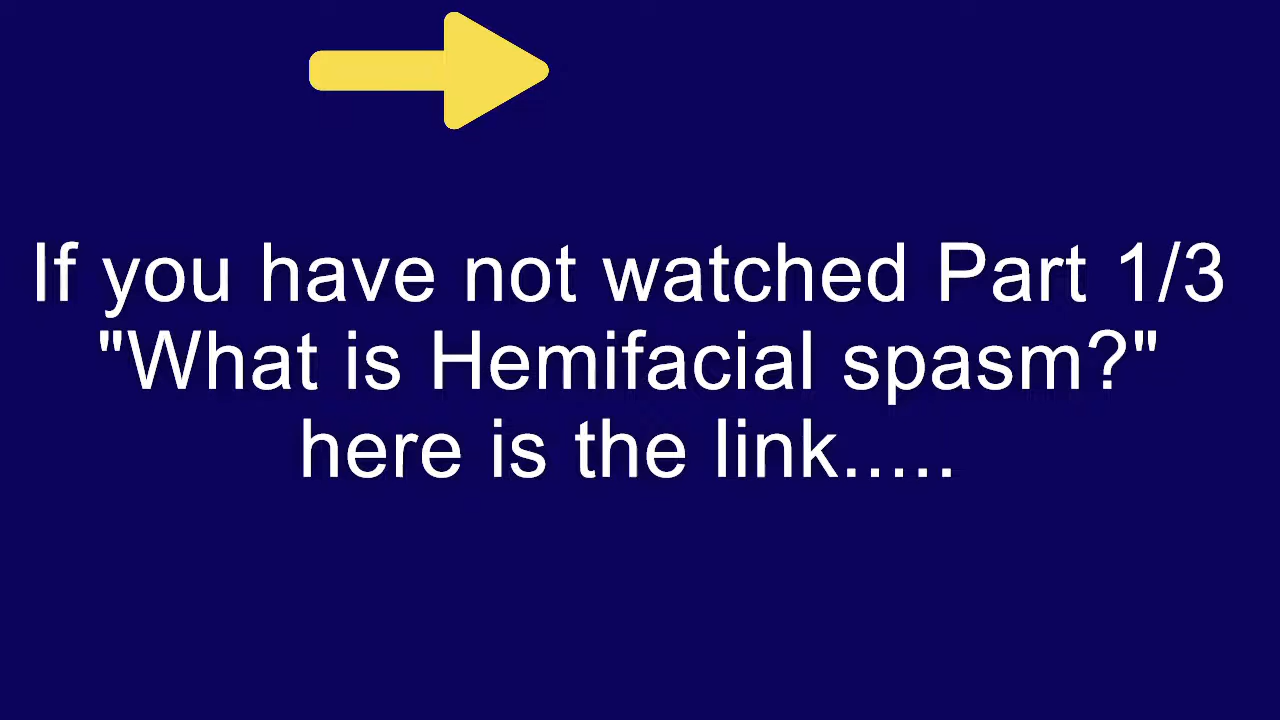 If you have not watched Part 1/3
"What is Hemifacial spasm?"
here is the link.....